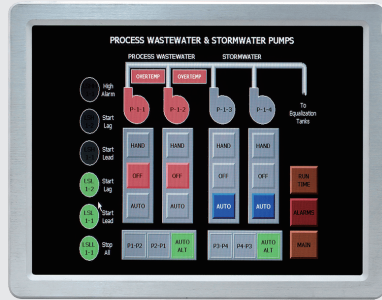 PROCESS WASTEWATER & STORMWATER PUMPS
PROCESS WASTEWATER STORMWATER
OVERTEMP OVERTEMP
High Alarm
P-1-1 P-1-2 P-1-3 P-1-4
To Equalization Tanks
Start Lag
Start Lead
HAND HAND HAND HAND
LSL 1-2 Start Lag
OFF OFF OFF OFF
RUN TIME
LSL 1-1 Start Lead
AUTO AUTO AUTO AUTO
ALARMS
LSLL 1-1 Stop All
P1-P2 P2-P1 AUTO ALT
P3-P4 P4-P3 AUTO ALT
MAIN